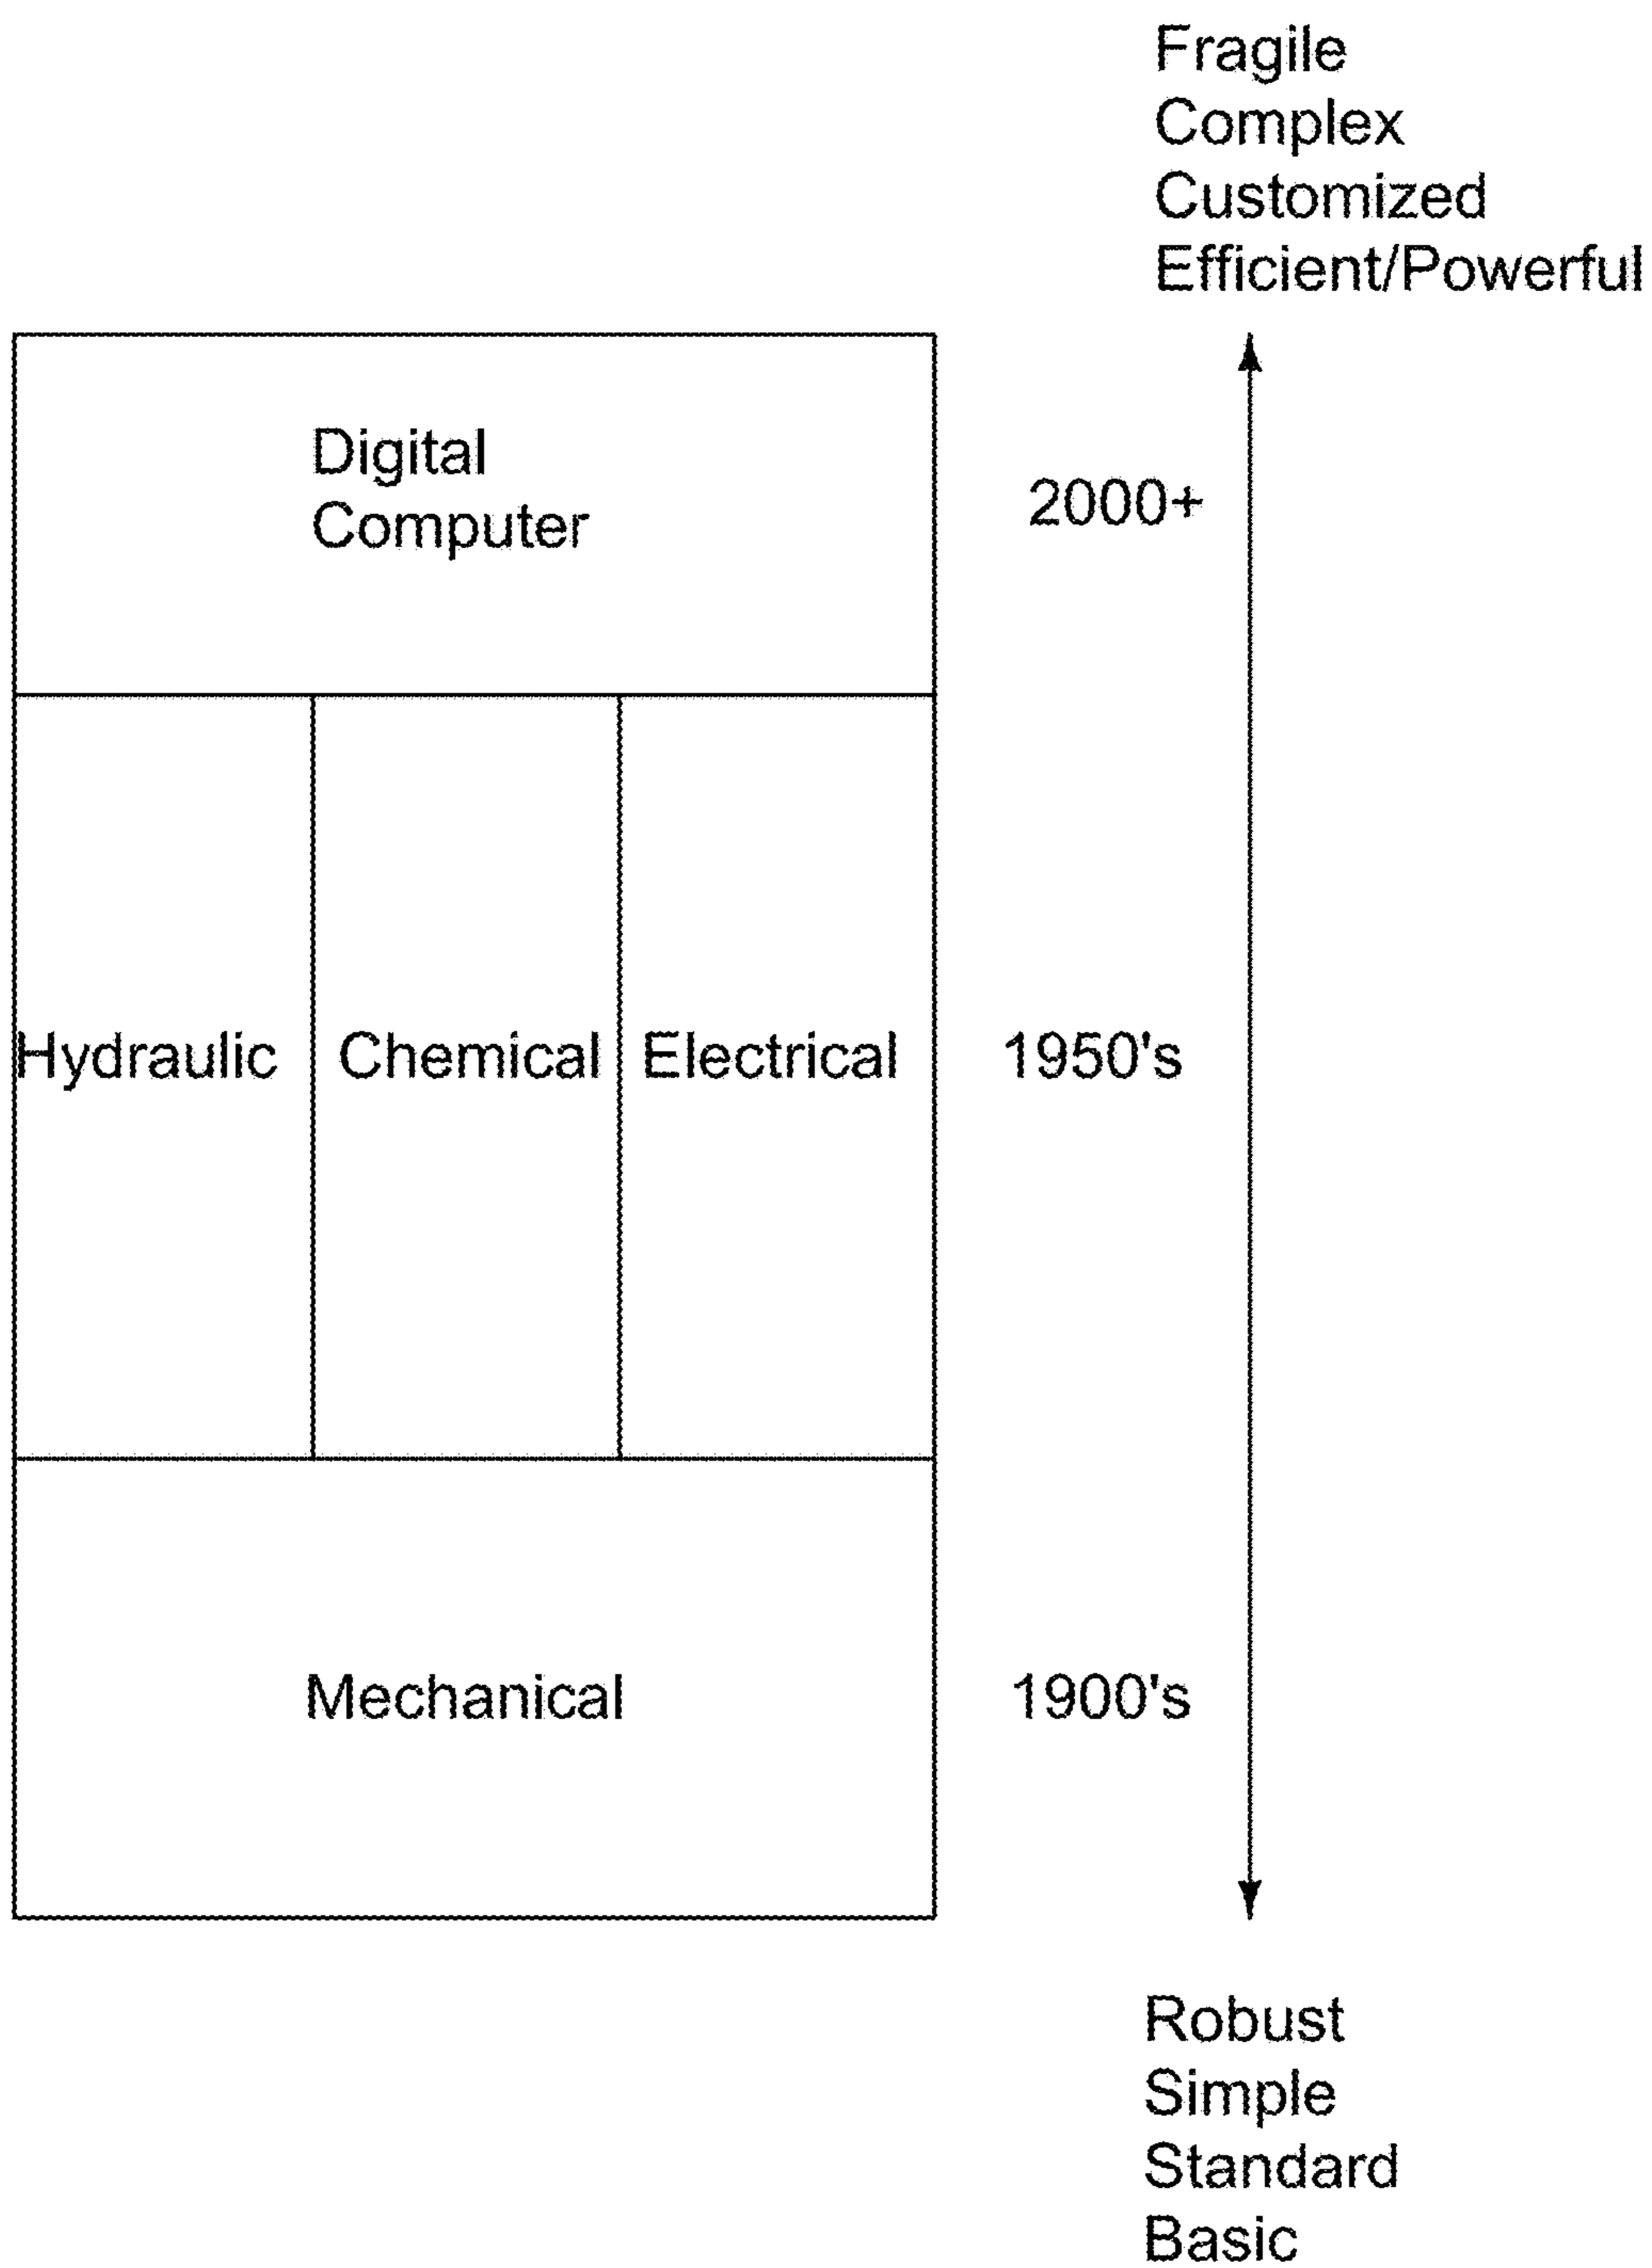 Fragile
Complex
Customized
Efficient/Powerful
Digital
Computer
2000+
Hydraulic
Chemical
Electrical
1950's
Mechanical
1900's
Robust
Simple
Standard
Basic